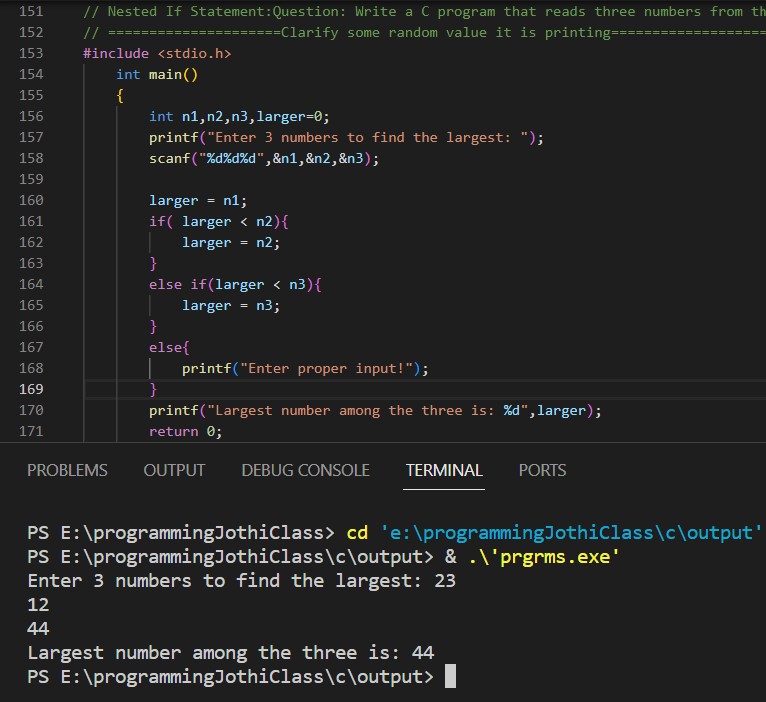 151 // Nested If Statement:Question: Write a C program that reads three numbers from th
152 // =====================Clarify some random value it is printing===================
153 #include <stdio.h>
154 int main()
155 {
156 int n1,n2,n3,larger=0;
157 printf("Enter 3 numbers to find the largest: ");
158 scanf("%d%d%d",&n1,&n2,&n3);
159
160 larger = n1;
161 if( larger < n2){
162 larger = n2;
163 }
164 else if(larger < n3){
165 larger = n3;
166 }
167 else{
168 printf("Enter proper input!");
169 }
170 printf("Largest number among the three is: %d",larger);
171 return 0;
PROBLEMS OUTPUT DEBUG CONSOLE TERMINAL PORTS
PS E:\programmingJothiClass> cd 'e:\programmingJothiClass\c\output'
PS E:\programmingJothiClass\c\output> & .\'prgrms.exe'
Enter 3 numbers to find the largest: 23
12
44
Largest number among the three is: 44
PS E:\programmingJothiClass\c\output>